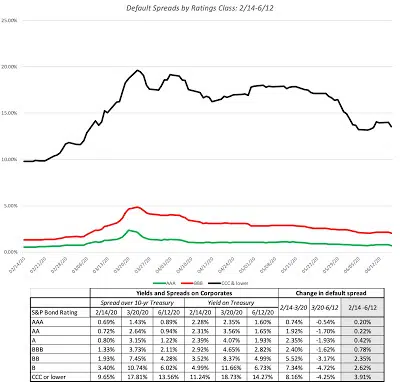 Default Spreads by Ratings Class: 2/14-6/12
25.00%
20.00%
15.00%
10.00%
5.00%
0.00%
AAA BBB CCC & lower
Yields and Spreads on Corporates Change in default spread
Spread over 10-yr Treasury Yield on Treasury
S&P Bond Rating 2/14/20 3/20/20 6/12/20 2/14/20 3/20/20 6/12/20 2/14-3/20 3/20-6/12 2/14 -6/12
AAA 0.69% 1.43% 0.89% 2.28% 2.35% 1.60% 0.74% -0.54% 0.20%
AA 0.72% 2.64% 0.94% 2.31% 3.56% 1.65% 1.92% -1.70% 0.22%
A 0.80% 3.15% 1.22% 2.39% 4.07% 1.93% 2.35% -1.93% 0.42%
BBB 1.33% 3.73% 2.11% 2.92% 4.65% 2.82% 2.40% -1.62% 0.78%
BB 1.93% 7.45% 4.28% 3.52% 8.37% 4.99% 5.52% -3.17% 2.35%
B 3.40% 10.74% 6.02% 4.99% 11.66% 6.73% 7.34% -4.72% 2.62%
CCC or lower 9.65% 17.81% 13.56% 11.24% 18.73% 14.27% 8.16% -4.25% 3.91%